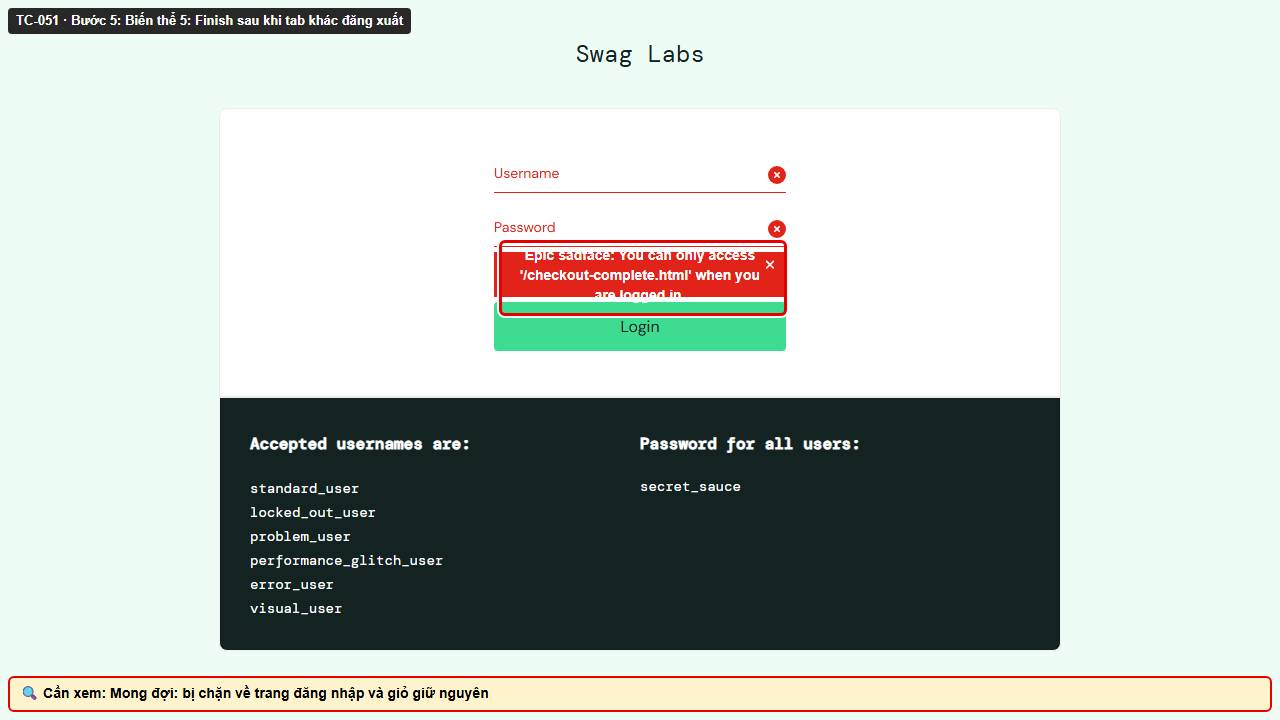 TC-051 · Bước 5: Biến thể 5: Finish sau khi tab khác đăng xuất
Swag Labs
Username
Password
Epic sadface: You can only access
'/checkout-complete.html' when you
are logged in.
Login
Accepted usernames are:
standard_user
locked_out_user
problem_user
performance_glitch_user
error_user
visual_user
Password for all users:
secret_sauce
🔍 Cần xem: Mong đợi: bị chặn về trang đăng nhập và giỏ giữ nguyên